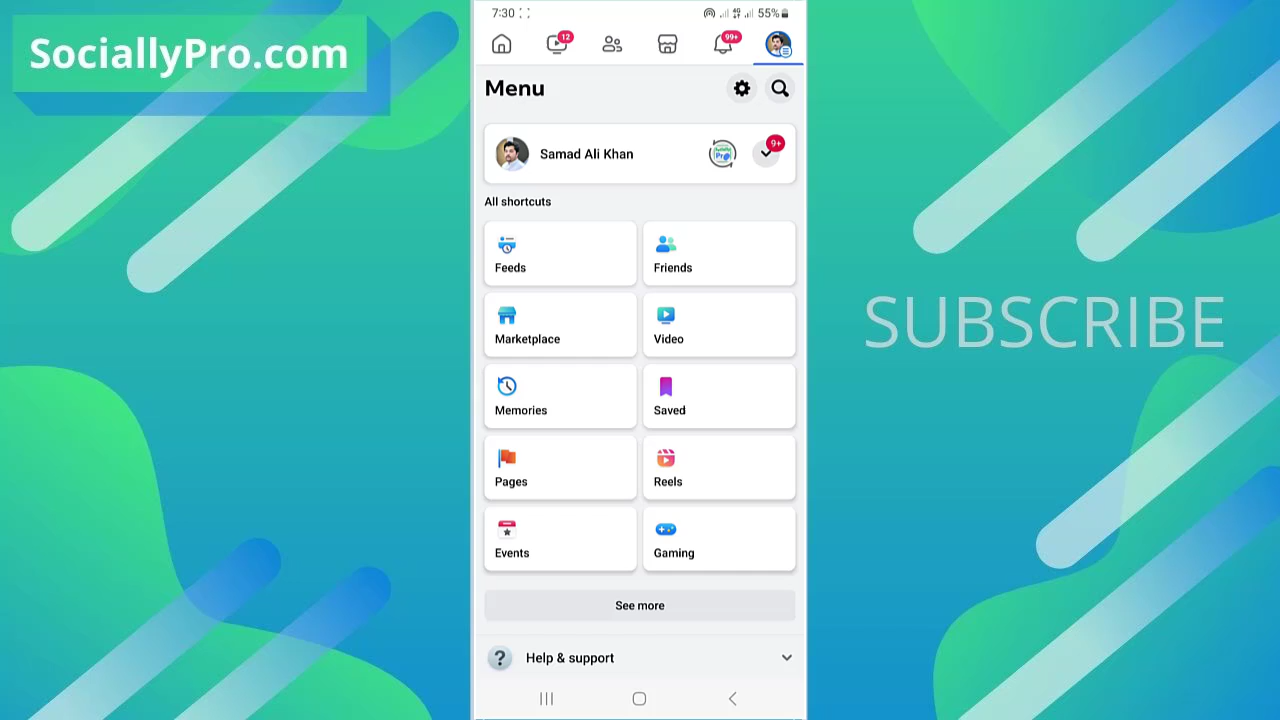 SociallyPro.com
7:30
55%
12
99+
Menu
Samad Ali Khan
9+
All shortcuts
Feeds
Friends
Marketplace
Video
Memories
Saved
Pages
Reels
Events
Gaming
See more
? Help & support
SUBSCRIBE